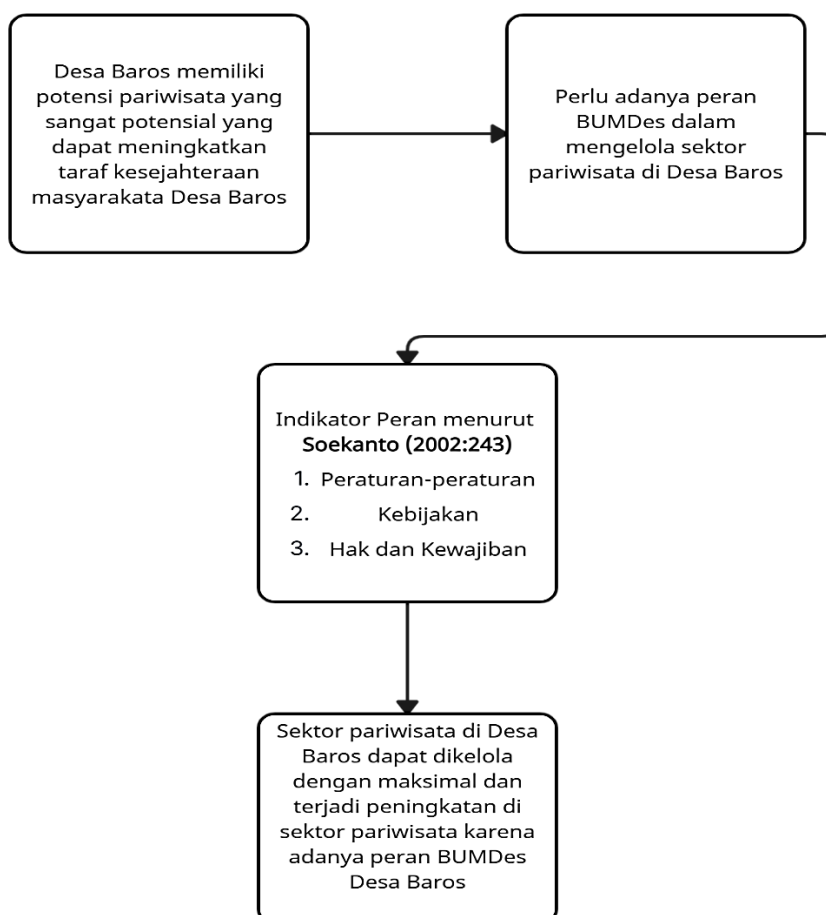 Desa Baros memiliki
potensi pariwisata yang
sangat potensial yang
dapat meningkatkan
taraf kesejahteraan
masyarakata Desa Baros
Perlu adanya peran
BUMDes dalam
mengelola sektor
pariwisata di Desa Baros
Indikator Peran menurut
Soekanto (2002:243)
1. Peraturan-peraturan
2. Kebijakan
3. Hak dan Kewajiban
Sektor pariwisata di Desa
Baros dapat dikelola
dengan maksimal dan
terjadi peningkatan di
sektor pariwisata karena
adanya peran BUMDes
Desa Baros